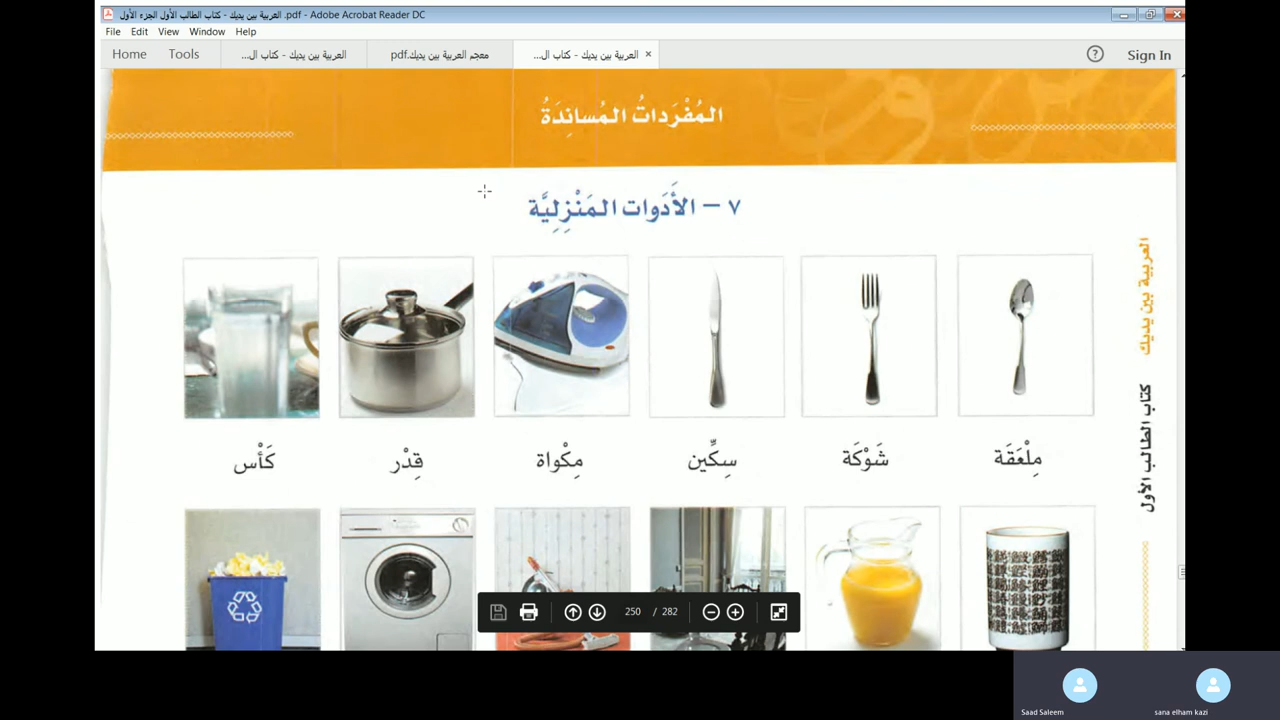 العربية بين يديك - كتاب الطالب الأول الجزء الأول .pdf - Adobe Acrobat Reader DC
File Edit View Window Help
Home Tools العربية بين يديك - كتاب ال... معجم العربية بين يديك.pdf العربية بين يديك - كتاب ال... × ? Sign In
المُفْرَداتُ المُسانِدَةُ
٧ – الأَدَوات المَنْزِلِيَّة
مِلْعَقَة شَوْكَة سِكِّين مِكْواة قِدْر كَأْس
العربية بين يديك
كتاب الطالب الأول
250 / 282
Saad Saleem sana elham kazi